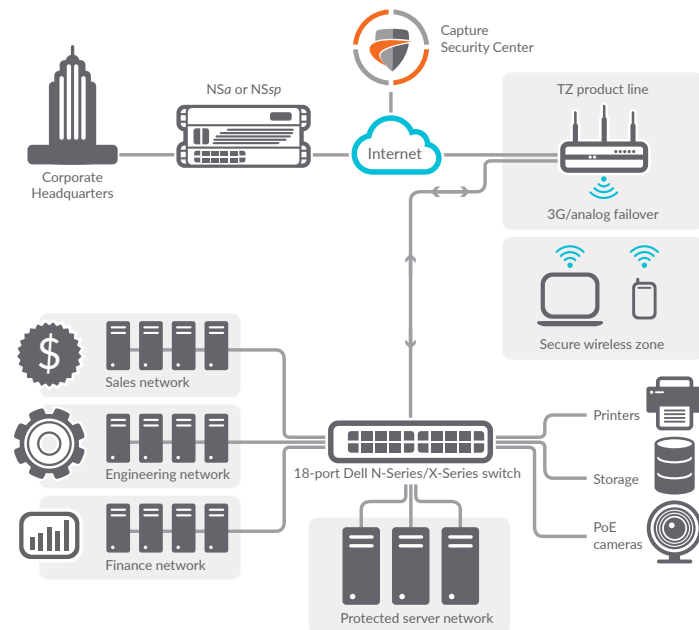 Capture
Security Center
NSa or NSsp
TZ product line
Internet
Corporate
Headquarters
3G/analog failover
Secure wireless zone
$
Sales network
Printers
Engineering network
18-port Dell N-Series/X-Series switch
Storage
PoE
cameras
Finance network
Protected server network